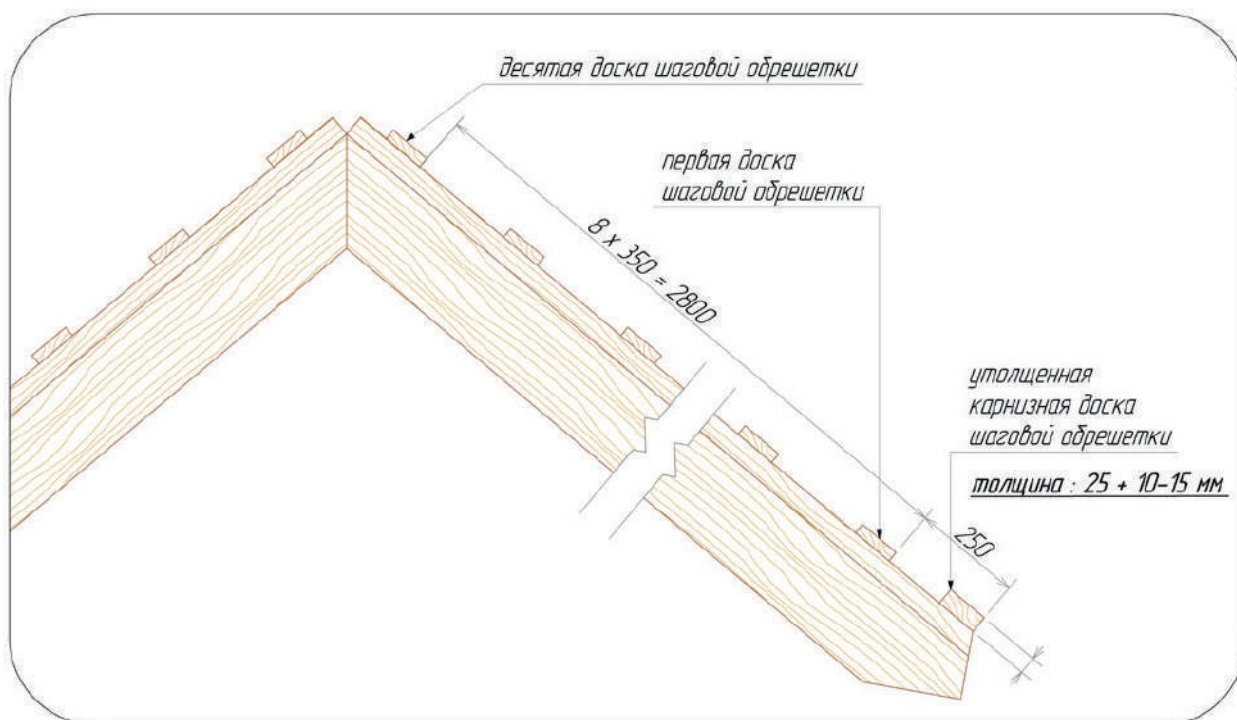 десятая доска шаговой обрешетки
первая доска
шаговой обрешетки
8 х 350 = 2800
утолщенная
карнизная доска
шаговой обрешетки
толщина : 25 + 10-15 мм
250